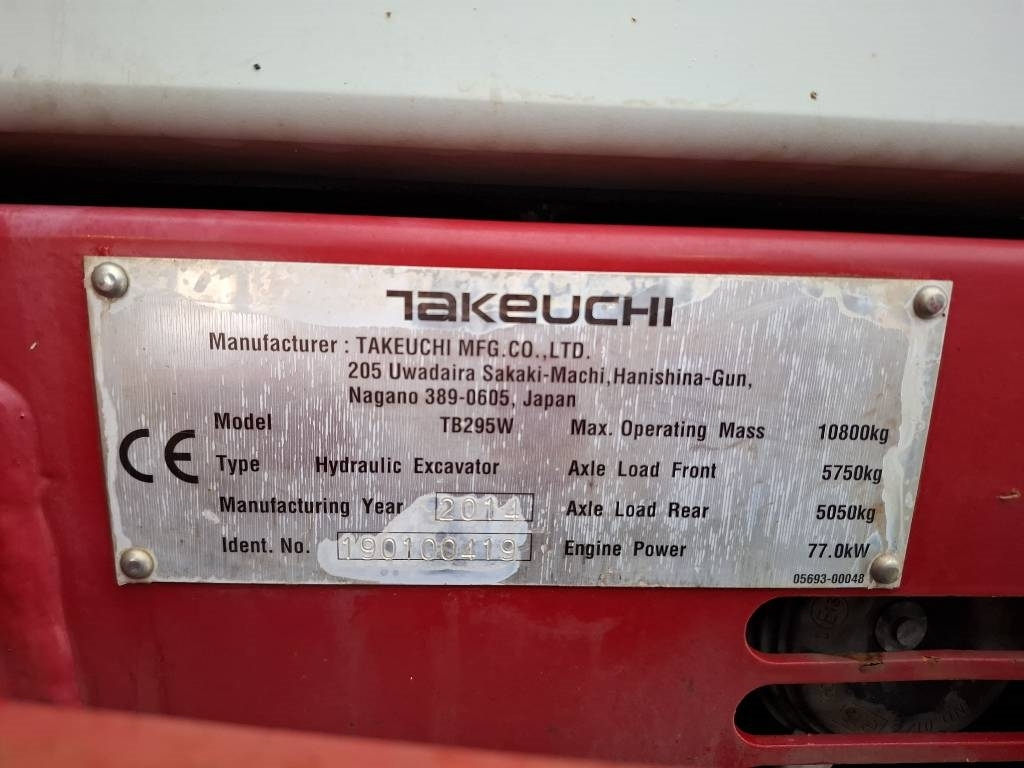 TAKEUCHI
Manufacturer : TAKEUCHI MFG.CO.,LTD.
205 Uwadaira Sakaki-Machi,Hanishina-Gun,
Nagano 389-0605, Japan
Model TB295W Max. Operating Mass 10800kg
CE Type Hydraulic Excavator Axle Load Front 5750kg
Manufacturing Year 2014 Axle Load Rear 5050kg
Ident. No. 190100419 Engine Power 77.0kW
05693-00048